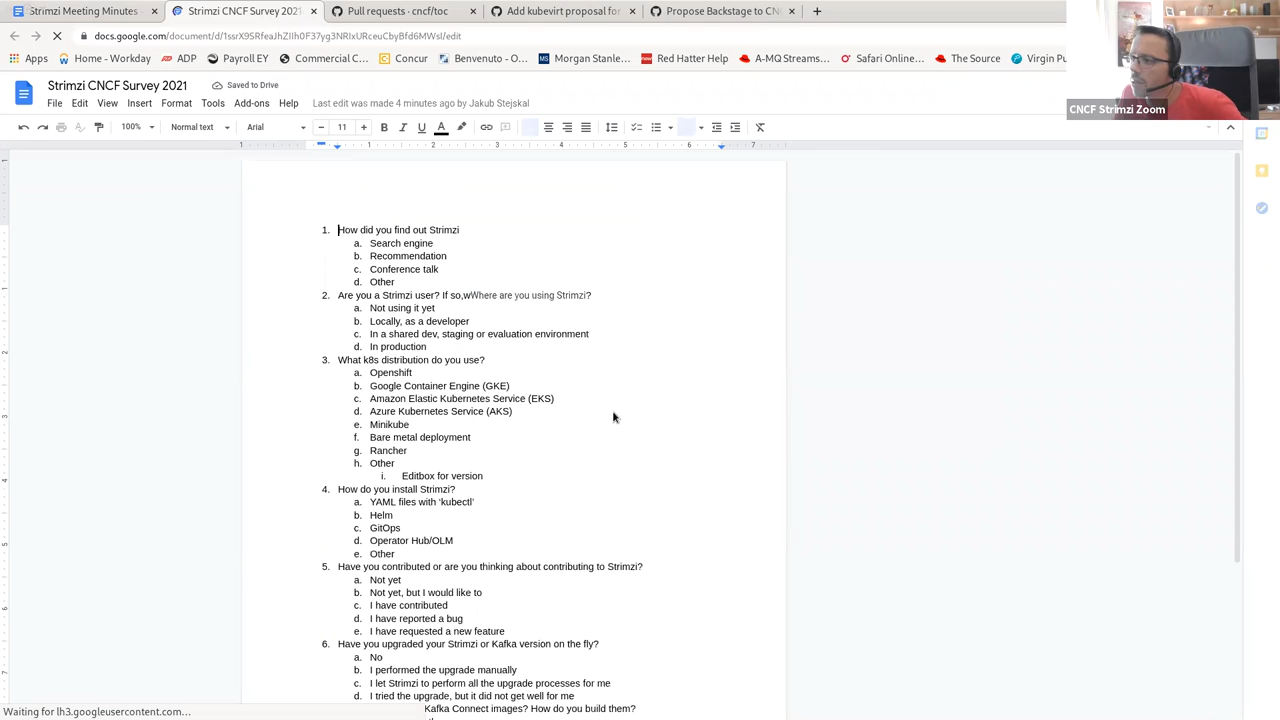 Strimzi Meeting Minutes
Strimzi CNCF Survey 2021
Pull requests · cncf/toc
Add kubevirt proposal for
Propose Backstage to CN
docs.google.com/document/d/1ssrX9SRfeaJhZIIh0F37yg3NRIxURceuCbyBfd6MWsI/edit
Apps
Home - Workday
ADP
Payroll EY
Commercial C...
Concur
Benvenuto - O...
Morgan Stanle...
Red Hatter Help
A-MQ Streams...
Safari Online...
The Source
Virgin Pu
CNCF Strimzi Zoom
Strimzi CNCF Survey 2021
Saved to Drive
File Edit View Insert Format Tools Add-ons Help Last edit was made 4 minutes ago by Jakub Stejskal
100% Normal text Arial 11 B I U A
1 1 2 3 4 5 6 7
1. How did you find out Strimzi
a. Search engine
b. Recommendation
c. Conference talk
d. Other
2. Are you a Strimzi user? If so,wWhere are you using Strimzi?
a. Not using it yet
b. Locally, as a developer
c. In a shared dev, staging or evaluation environment
d. In production
3. What k8s distribution do you use?
a. Openshift
b. Google Container Engine (GKE)
c. Amazon Elastic Kubernetes Service (EKS)
d. Azure Kubernetes Service (AKS)
e. Minikube
f. Bare metal deployment
g. Rancher
h. Other
i. Editbox for version
4. How do you install Strimzi?
a. YAML files with ‘kubectl’
b. Helm
c. GitOps
d. Operator Hub/OLM
e. Other
5. Have you contributed or are you thinking about contributing to Strimzi?
a. Not yet
b. Not yet, but I would like to
c. I have contributed
d. I have reported a bug
e. I have requested a new feature
6. Have you upgraded your Strimzi or Kafka version on the fly?
a. No
b. I performed the upgrade manually
c. I let Strimzi to perform all the upgrade processes for me
d. I tried the upgrade, but it did not get well for me
Kafka Connect images? How do you build them?
Waiting for lh3.googleusercontent.com...